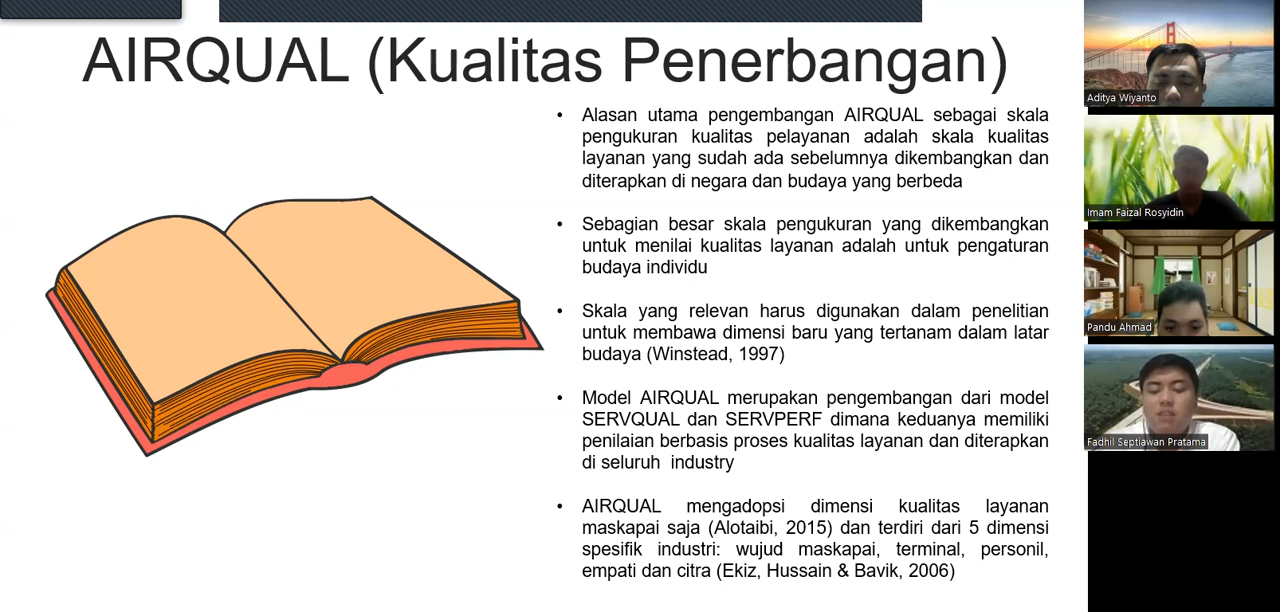 AIRQUAL (Kualitas Penerbangan)
• Alasan utama pengembangan AIRQUAL sebagai skala
pengukuran kualitas pelayanan adalah skala kualitas
layanan yang sudah ada sebelumnya dikembangkan dan
diterapkan di negara dan budaya yang berbeda
• Sebagian besar skala pengukuran yang dikembangkan
untuk menilai kualitas layanan adalah untuk pengaturan
budaya individu
• Skala yang relevan harus digunakan dalam penelitian
untuk membawa dimensi baru yang tertanam dalam latar
budaya (Winstead, 1997)
• Model AIRQUAL merupakan pengembangan dari model
SERVQUAL dan SERVPERF dimana keduanya memiliki
penilaian berbasis proses kualitas layanan dan diterapkan
di seluruh industry
• AIRQUAL mengadopsi dimensi kualitas layanan
maskapai saja (Alotaibi, 2015) dan terdiri dari 5 dimensi
spesifik industri: wujud maskapai, terminal, personil,
empati dan citra (Ekiz, Hussain & Bavik, 2006)
Aditya Wiyanto
Imam Faizal Rosyidin
Pandu Ahmad
Fadhil Septiawan Pratama